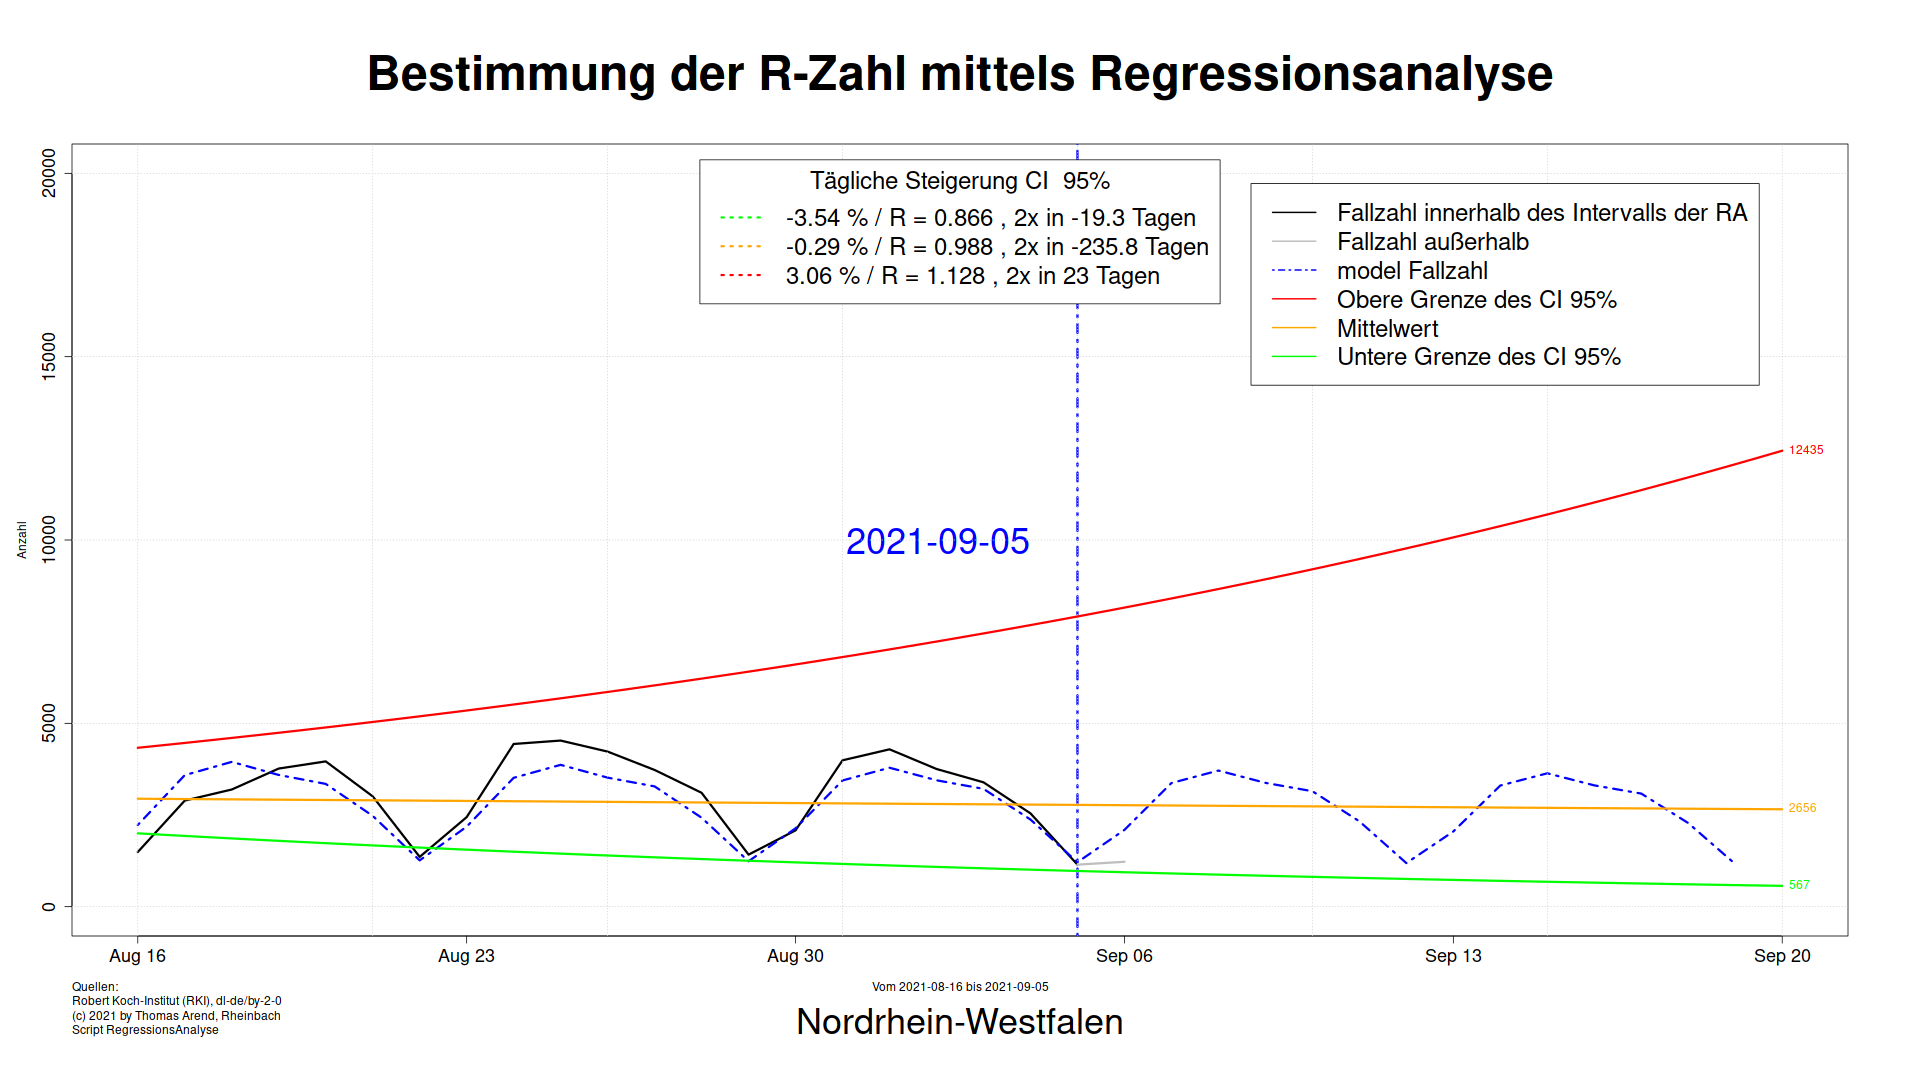 Bestimmung der R-Zahl mittels Regressionsanalyse
Tägliche Steigerung CI  95%
-3.54 % / R = 0.866 , 2x in -19.3 Tagen
-0.29 % / R = 0.988 , 2x in -235.8 Tagen
3.06 % / R = 1.128 , 2x in 23 Tagen
Fallzahl innerhalb des Intervalls der RA
Fallzahl außerhalb
model Fallzahl
Obere Grenze des CI 95%
Mittelwert
Untere Grenze des CI 95%
20000
15000
10000
5000
0
Anzahl
2021-09-05
12435
2656
567
Aug 16
Aug 23
Aug 30
Sep 06
Sep 13
Sep 20
Quellen:
Robert Koch-Institut (RKI), dl-de/by-2-0
(c) 2021 by Thomas Arend, Rheinbach
Script RegressionsAnalyse
Vom 2021-08-16 bis 2021-09-05
Nordrhein-Westfalen